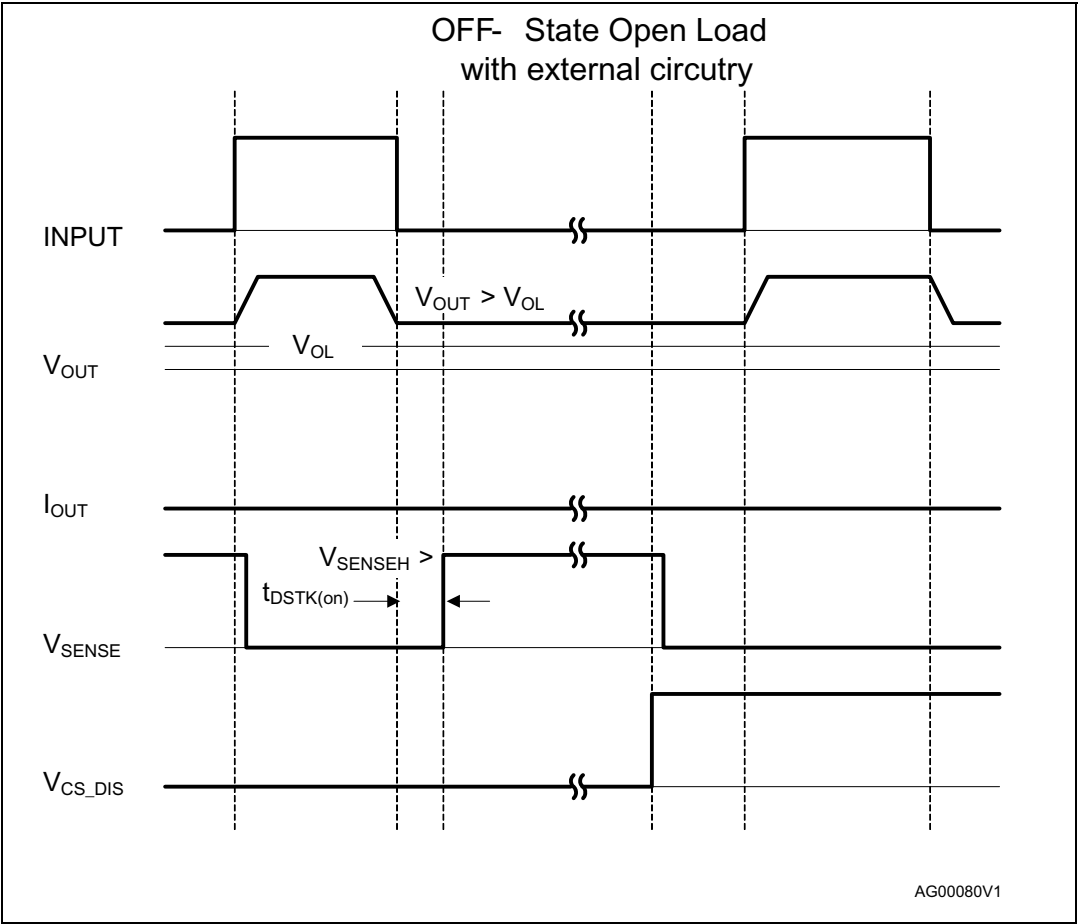 OFF- State Open Load
with external circutry
INPUT
VOUT > VOL
VOL
VOUT
IOUT
VSENSEH >
tDSTK(on)
VSENSE
VCS_DIS
AG00080V1